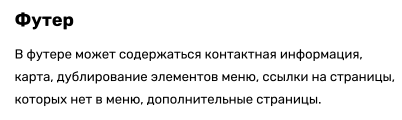 Футер
В футере может содержаться контактная информация,
карта, дублирование элементов меню, ссылки на страницы,
которых нет в меню, дополнительные страницы.